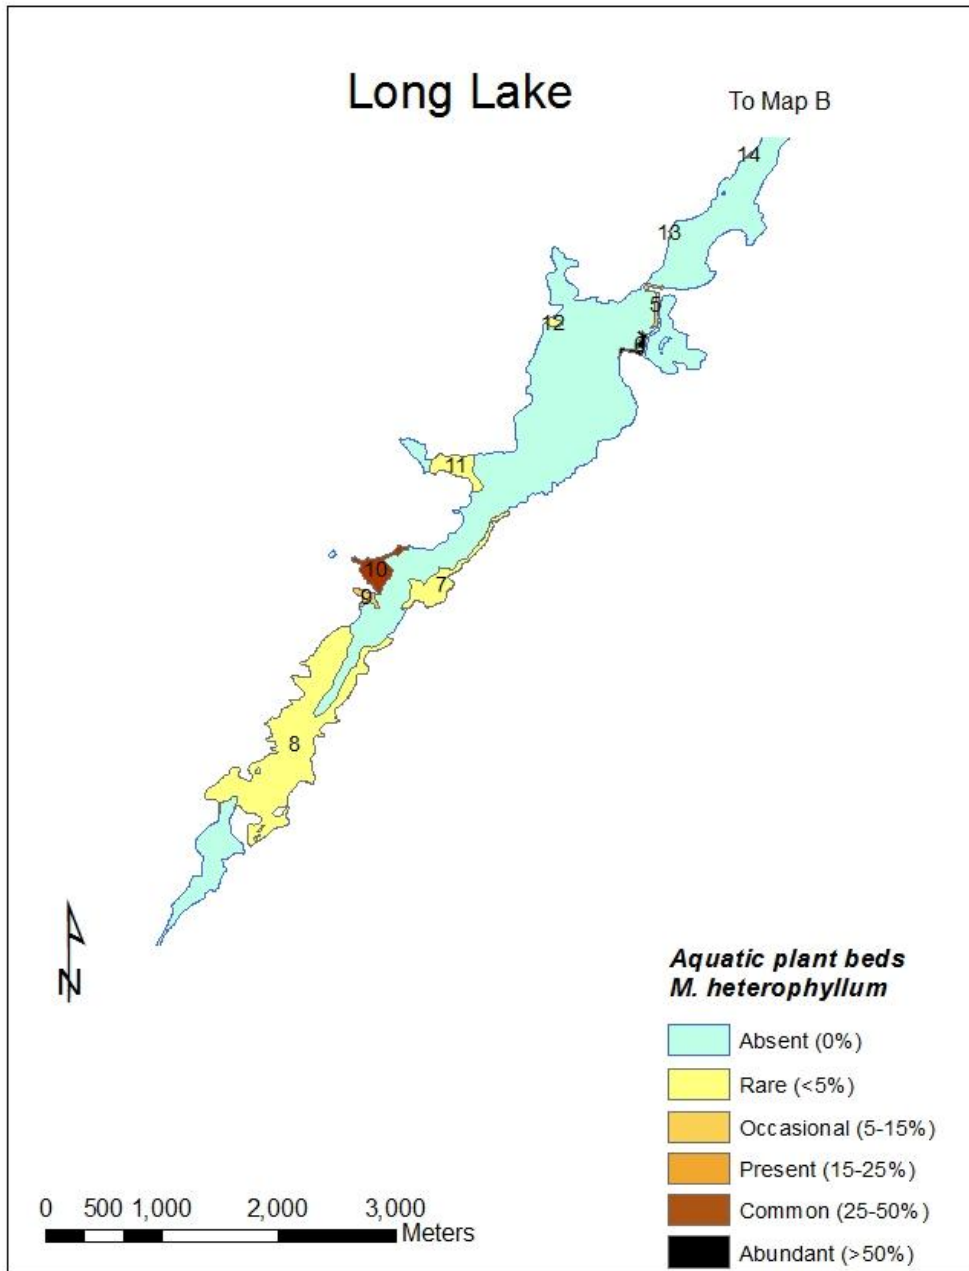 Long Lake
To Map B
14
13
5
12
11
10
7
9
8
N
Aquatic plant beds
M. heterophyllum
Absent (0%)
Rare (<5%)
Occasional (5-15%)
Present (15-25%)
Common (25-50%)
Abundant (>50%)
0 500 1,000 2,000 3,000
Meters